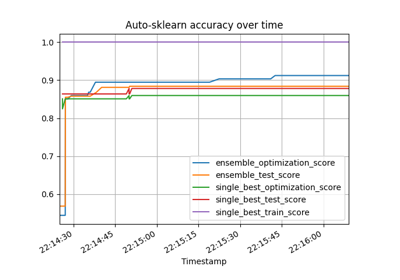 Auto-sklearn accuracy over time
1.0
0.9
0.8
0.7
0.6
ensemble_optimization_score
ensemble_test_score
single_best_optimization_score
single_best_test_score
single_best_train_score
22:14:30
22:14:45
22:15:00
22:15:15
22:15:30
22:15:45
22:16:00
Timestamp